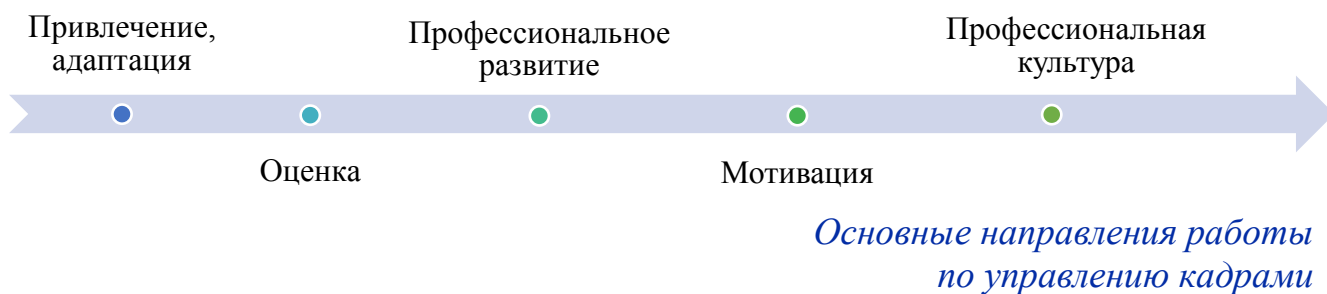 Привлечение,
адаптация
Оценка
Профессиональное
развитие
Мотивация
Профессиональная
культура
Основные направления работы
по управлению кадрами